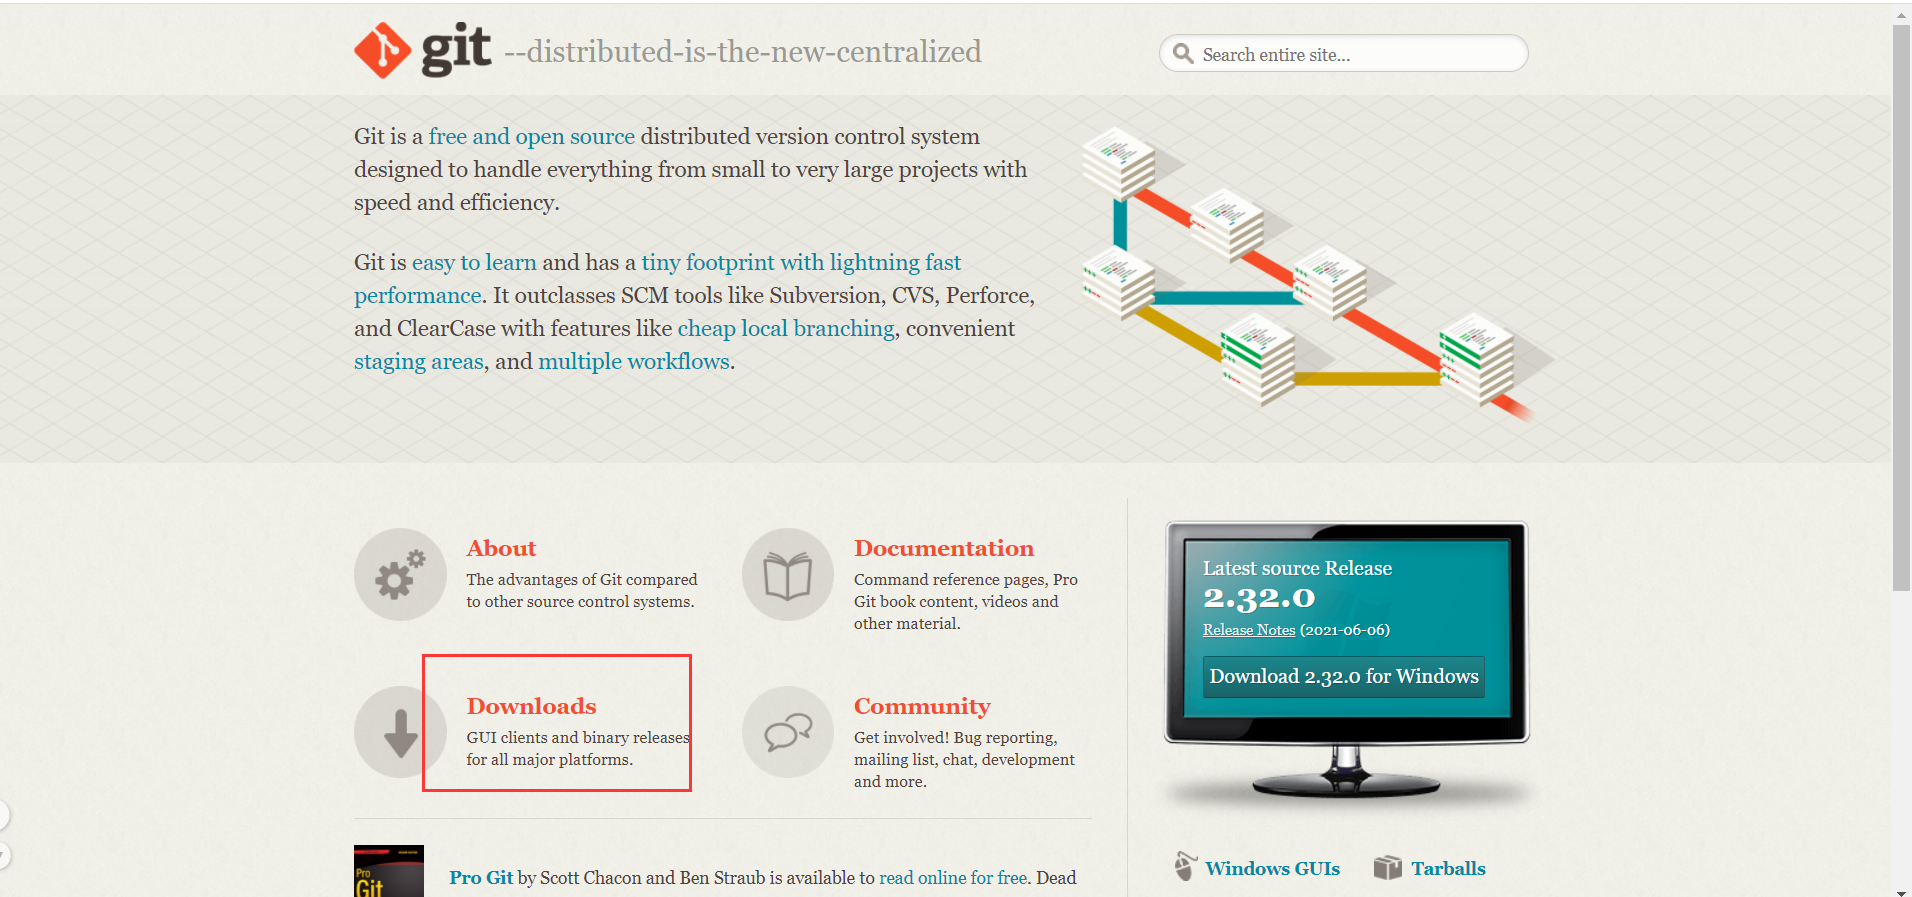 git --distributed-is-the-new-centralized
Search entire site...
Git is a free and open source distributed version control system
designed to handle everything from small to very large projects with
speed and efficiency.
Git is easy to learn and has a tiny footprint with lightning fast
performance. It outclasses SCM tools like Subversion, CVS, Perforce,
and ClearCase with features like cheap local branching, convenient
staging areas, and multiple workflows.
About
The advantages of Git compared
to other source control systems.
Documentation
Command reference pages, Pro
Git book content, videos and
other material.
Downloads
GUI clients and binary releases
for all major platforms.
Community
Get involved! Bug reporting,
mailing list, chat, development
and more.
Latest source Release
2.32.0
Release Notes (2021-06-06)
Download 2.32.0 for Windows
Windows GUIs
Tarballs
Pro
Git
Pro Git by Scott Chacon and Ben Straub is available to read online for free. Dead